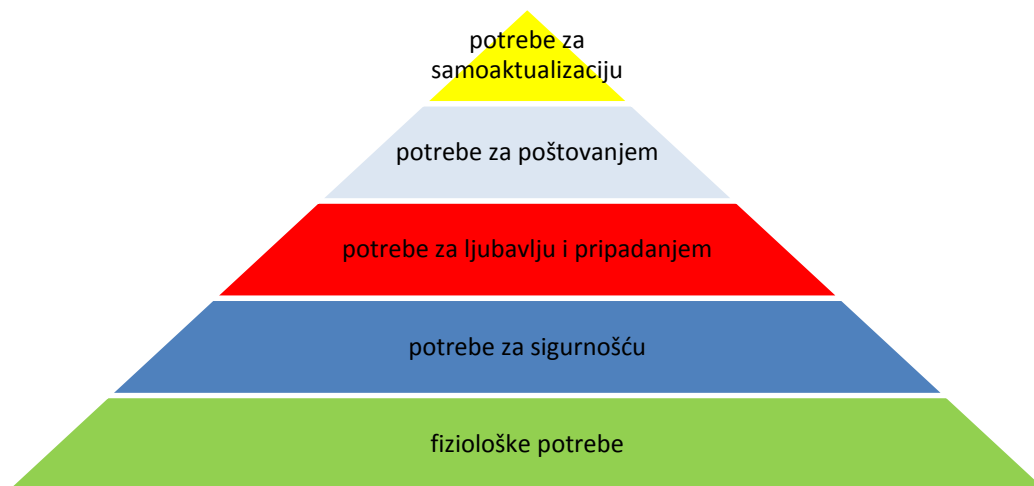 potrebe za
samoaktualizaciju
potrebe za poštovanjem
potrebe za ljubavlju i pripadanjem
potrebe za sigurnošću
fiziološke potrebe